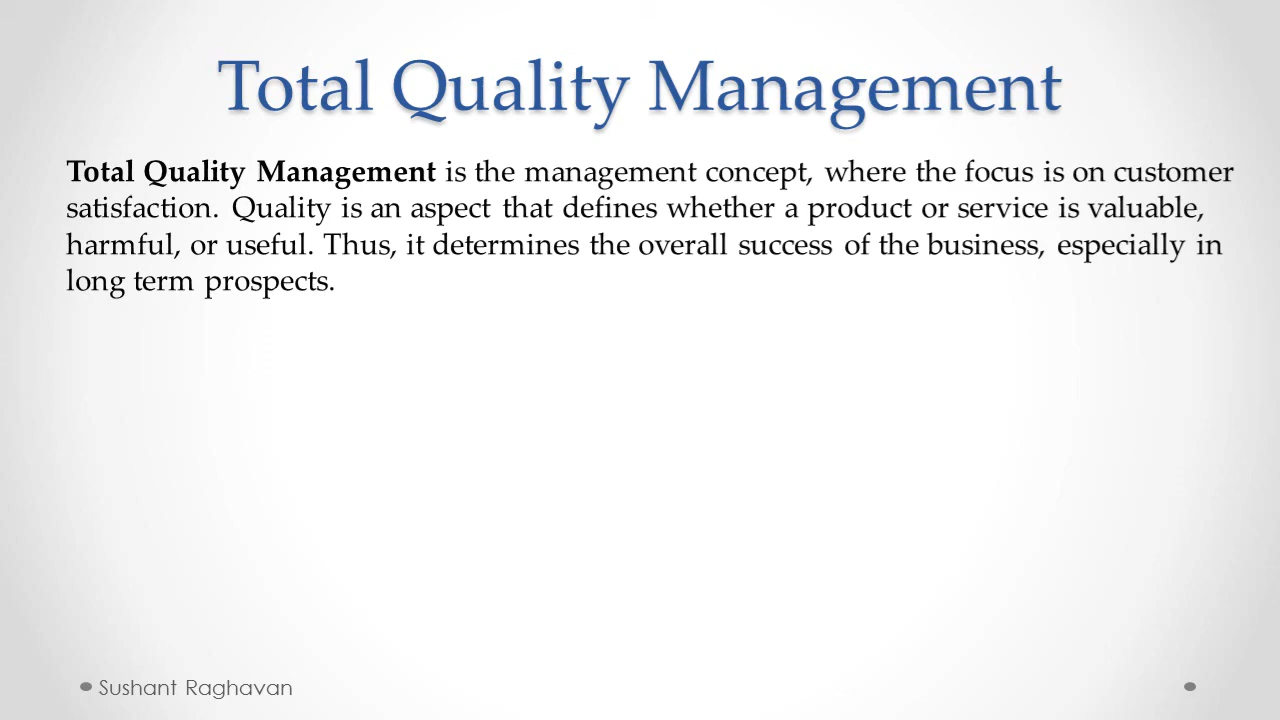 Total Quality Management
Total Quality Management is the management concept, where the focus is on customer
satisfaction. Quality is an aspect that defines whether a product or service is valuable,
harmful, or useful. Thus, it determines the overall success of the business, especially in
long term prospects.
Sushant Raghavan